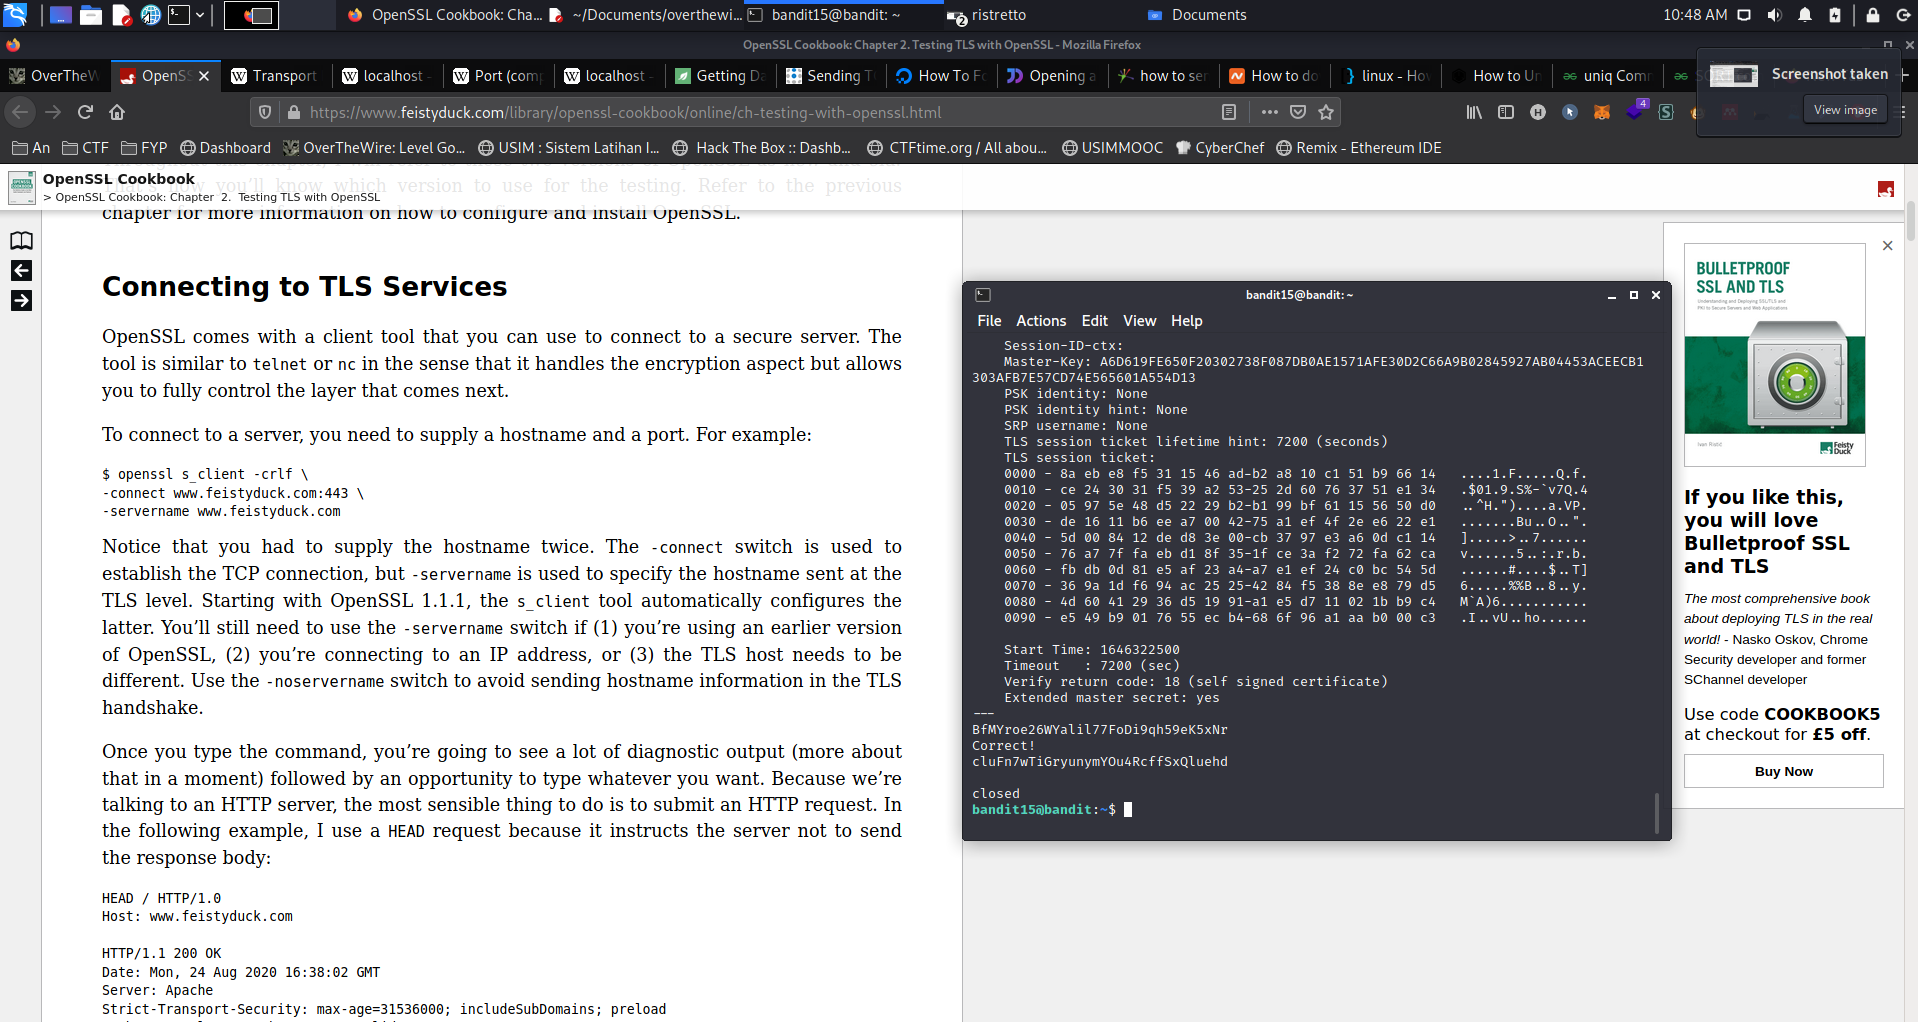 OpenSSL Cookbook: Cha...
~/Documents/overthewi...
bandit15@bandit: ~
2
ristretto
Documents
10:48 AM
OpenSSL Cookbook: Chapter 2. Testing TLS with OpenSSL - Mozilla Firefox
OverTheW
OpenSS
Transport
localhost -
Port (com
localhost -
Getting Da
Sending T
How To Fo
Opening a
how to ser
How to do
linux - Ho
How to Un
uniq Comm
Screenshot taken
View image
https://www.feistyduck.com/library/openssl-cookbook/online/ch-testing-with-openssl.html
4
An
CTF
FYP
Dashboard
OverTheWire: Level Go...
USIM : Sistem Latihan I...
Hack The Box :: Dashb...
CTFtime.org / All abou...
USIMMOOC
CyberChef
Remix - Ethereum IDE
OpenSSL Cookbook
> OpenSSL Cookbook: Chapter 2. Testing TLS with OpenSSL
That's how you'll know which version to use for the testing. Refer to the previous
chapter for more information on how to configure and install OpenSSL.
Connecting to TLS Services
OpenSSL comes with a client tool that you can use to connect to a secure server. The
tool is similar to telnet or nc in the sense that it handles the encryption aspect but allows
you to fully control the layer that comes next.
To connect to a server, you need to supply a hostname and a port. For example:
$ openssl s_client -crlf \
-connect www.feistyduck.com:443 \
-servername www.feistyduck.com
Notice that you had to supply the hostname twice. The -connect switch is used to
establish the TCP connection, but -servername is used to specify the hostname sent at the
TLS level. Starting with OpenSSL 1.1.1, the s_client tool automatically configures the
latter. You'll still need to use the -servername switch if (1) you're using an earlier version
of OpenSSL, (2) you're connecting to an IP address, or (3) the TLS host needs to be
different. Use the -noservername switch to avoid sending hostname information in the TLS
handshake.
Once you type the command, you're going to see a lot of diagnostic output (more about
that in a moment) followed by an opportunity to type whatever you want. Because we're
talking to an HTTP server, the most sensible thing to do is to submit an HTTP request. In
the following example, I use a HEAD request because it instructs the server not to send
the response body:
HEAD / HTTP/1.0
Host: www.feistyduck.com
HTTP/1.1 200 OK
Date: Mon, 24 Aug 2020 16:38:02 GMT
Server: Apache
Strict-Transport-Security: max-age=31536000; includeSubDomains; preload
bandit15@bandit: ~
File Actions Edit View Help
Session-ID-ctx:
Master-Key: A6D619FE650F20302738F087DB0AE1571AFE30D2C66A9B02845927AB04453ACEECB1
303AFB7E57CD74E565601A554D13
PSK identity: None
PSK identity hint: None
SRP username: None
TLS session ticket lifetime hint: 7200 (seconds)
TLS session ticket:
0000 - 8a eb e8 f5 31 15 46 ad-b2 a8 10 c1 51 b9 66 14 ....1.F.....Q.f.
0010 - ce 24 30 31 f5 39 a2 53-25 2d 60 76 37 51 e1 34 .$01.9.S%-`v7Q.4
0020 - 05 97 5e 48 d5 22 29 b2-b1 99 bf 61 15 56 50 d0 ..^H.")....a.VP.
0030 - de 16 11 b6 ee a7 00 42-75 a1 ef 4f 2e e6 22 e1 .......Bu..O..".
0040 - 5d 00 84 12 de d8 3e 00-cb 37 97 e3 a6 0d c1 14 ].....>..7......
0050 - 76 a7 7f fa eb d1 8f 35-1f ce 3a f2 72 fa 62 ca v......5..:.r.b.
0060 - fb db 0d 81 e5 af 23 a4-a7 e1 ef 24 c0 bc 54 5d ......#....$..T]
0070 - 36 9a 1d f6 94 ac 25 25-42 84 f5 38 8e e8 79 d5 6.....%%B..8..y.
0080 - 4d 60 41 29 36 d5 19 91-a1 e5 d7 11 02 1b b9 c4 M`A)6...........
0090 - e5 49 b9 01 76 55 ec b4-68 6f 96 a1 aa b0 00 c3 .I..vU..ho......
Start Time: 1646322500
Timeout : 7200 (sec)
Verify return code: 18 (self signed certificate)
Extended master secret: yes
---
BfMYroe26WYalil77FoDi9qh59eK5xNr
Correct!
cluFn7wTiGryunymYOu4RcffSxQluehd
closed
bandit15@bandit:~$
BULLETPROOF
SSL AND TLS
Understanding and Deploying SSL/TLS and
PKI to Secure Servers and Web Applications
Ivan Ristić
Feisty
Duck
If you like this,
you will love
Bulletproof SSL
and TLS
The most comprehensive book
about deploying TLS in the real
world! - Nasko Oskov, Chrome
Security developer and former
SChannel developer
Use code COOKBOOK5
at checkout for £5 off.
Buy Now